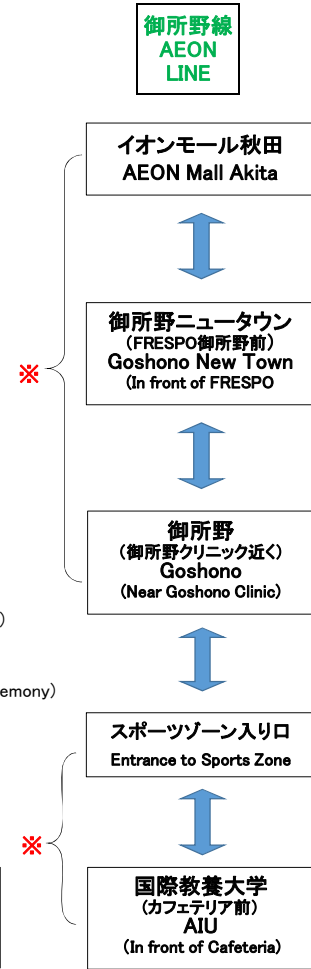 御所野線
AEON
LINE
イオンモール秋田
AEON Mall Akita
御所野ニュータウン
(FRESPO御所野前)
Goshono New Town
(In front of FRESPO
※
御所野
(御所野クリニック近く)
Goshono
(Near Goshono Clinic)
)
emony)
スポーツゾーン入り口
Entrance to Sports Zone
※
国際教養大学
(カフェテリア前)
AIU
(In front of Cafeteria)